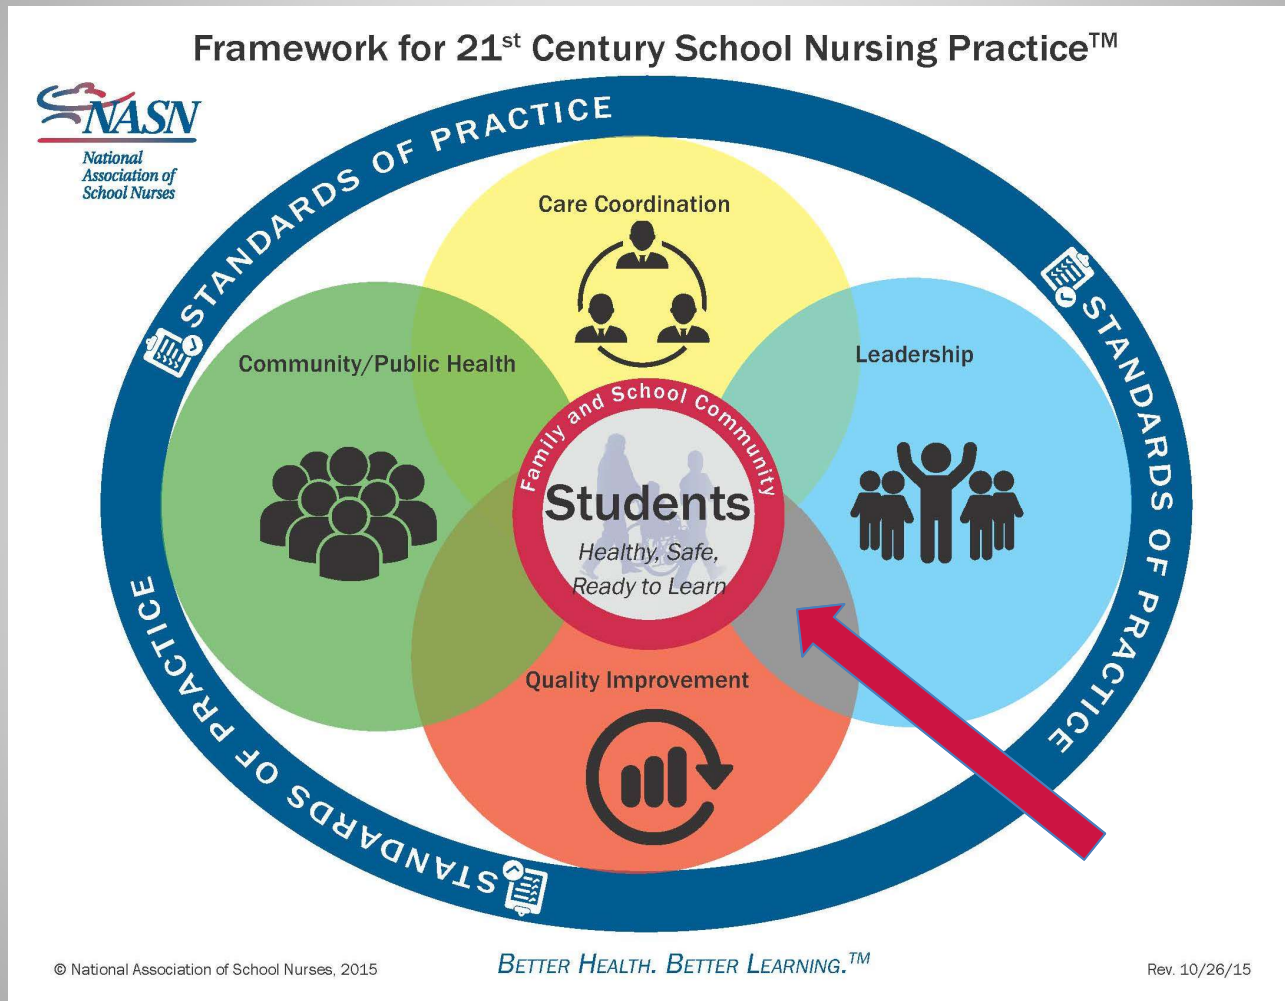 Framework for 21st Century School Nursing Practice™
NASN
National
Association of
School Nurses
STANDARDS OF PRACTICE
STANDARDS OF PRACTICE
STANDARDS OF PRACTICE
Care Coordination
Community/Public Health
Leadership
Family and School Community
Students
Healthy, Safe,
Ready to Learn
Quality Improvement
© National Association of School Nurses, 2015
BETTER HEALTH. BETTER LEARNING.™
Rev. 10/26/15